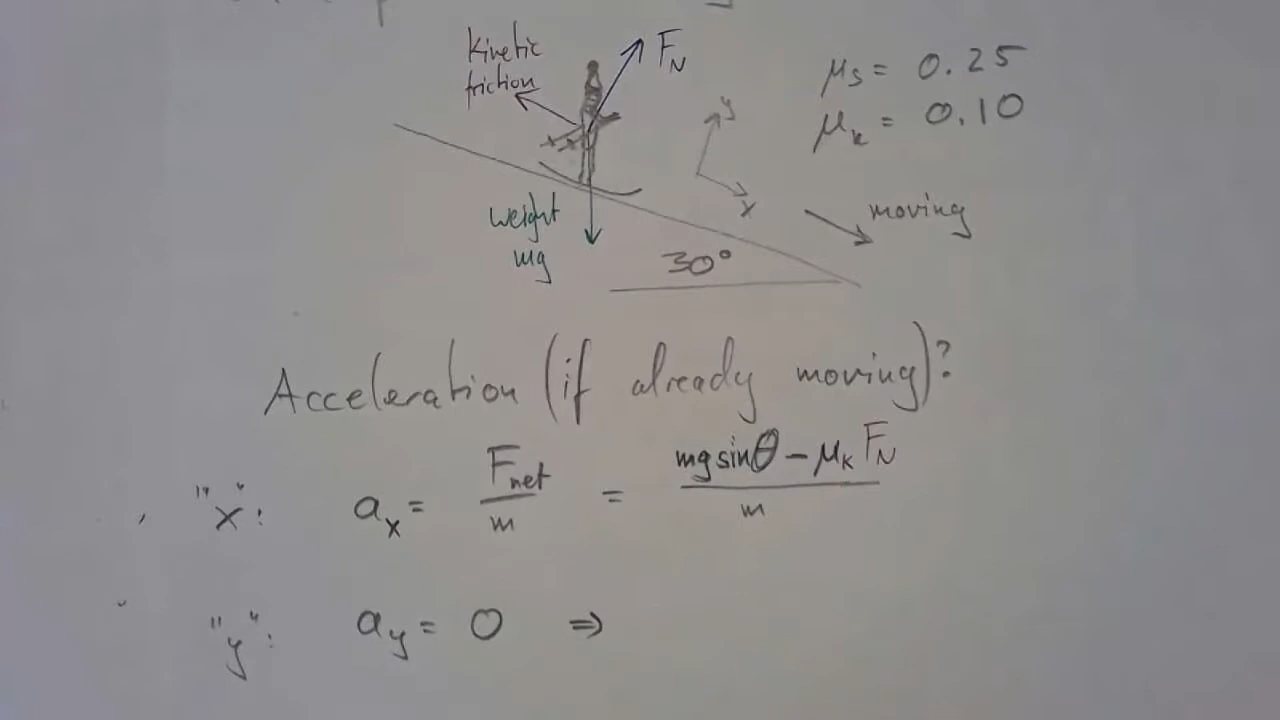 Kinetic
friction
F_N
μs = 0.25
μk = 0.10
y
x
moving
weight
mg
30°
Acceleration (if already moving)?
"x": a_x = F_net / m = (mg sinθ - μ_K F_N) / m
"y": a_y = 0 ⇒